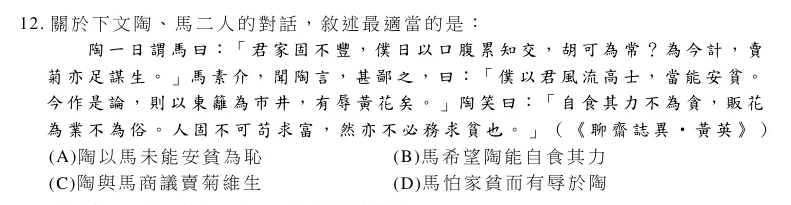 12. 關於下文陶、馬二人的對話，敘述最適當的是：
陶一日謂馬曰：「君家固不豐，僕日以口腹累知交，胡可為常？為今計，賣
菊亦足謀生。」馬素介，聞陶言，甚鄙之，曰：「僕以君風流高士，當能安貧。
今作是論，則以東籬為市井，有辱黃花矣。」陶笑曰：「自食其力不為貪，販花
為業不為俗。人固不可苟求富，然亦不必務求貧也。」（《聊齋誌異·黃英》）
(A)陶以馬未能安貧為恥 (B)馬希望陶能自食其力
(C)陶與馬商議賣菊維生 (D)馬怕家貧而有辱於陶